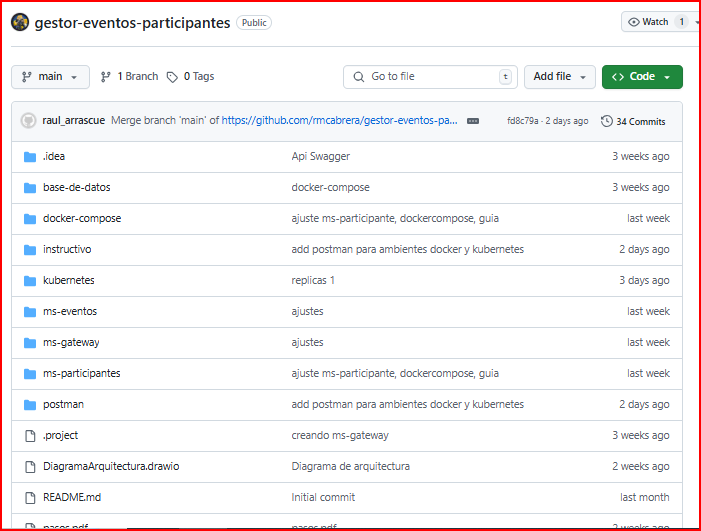 gestor-eventos-participantes Public Watch 1
main 1 Branch 0 Tags Go to file t Add file Code
raul_arrascue Merge branch 'main' of https://github.com/rmcabrera/gestor-eventos-pa... fd8c79a · 2 days ago 34 Commits
.idea Api Swagger 3 weeks ago
base-de-datos docker-compose 3 weeks ago
docker-compose ajuste ms-participante, dockercompose, guia last week
instructivo add postman para ambientes docker y kubernetes 2 days ago
kubernetes replicas 1 3 days ago
ms-eventos ajustes last week
ms-gateway ajustes last week
ms-participantes ajuste ms-participante, dockercompose, guia last week
postman add postman para ambientes docker y kubernetes 2 days ago
.project creando ms-gateway 3 weeks ago
DiagramaArquitectura.drawio Diagrama de arquitectura 2 weeks ago
README.md Initial commit last month
pasos.pdf 2 weeks ago